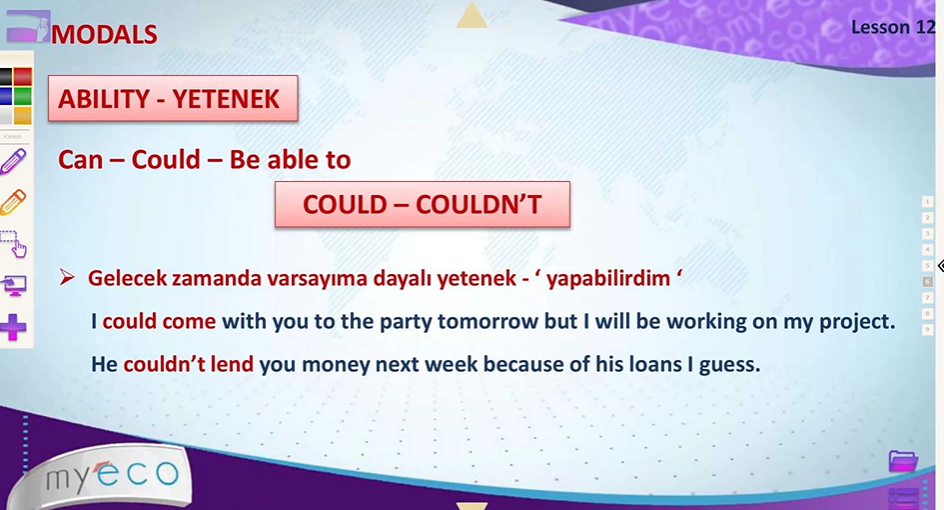 MODALS
Lesson 12
ABILITY - YETENEK
Can – Could – Be able to
COULD – COULDN’T
Gelecek zamanda varsayıma dayalı yetenek - ‘ yapabilirdim ‘
I could come with you to the party tomorrow but I will be working on my project.
He couldn’t lend you money next week because of his loans I guess.
Kalem
1
2
3
4
5
6
7
8
9
myeco